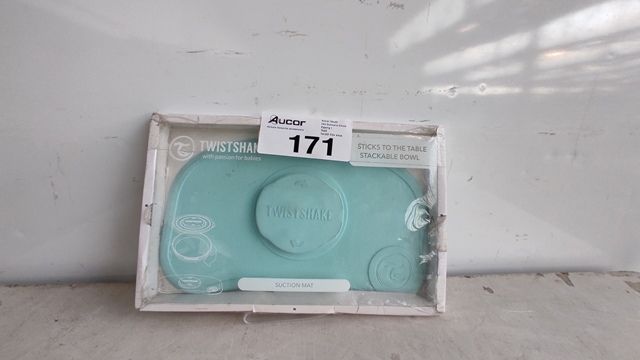 Aucor
171
TWISTSHAKE
with passion for babies
STICKS TO THE TABLE
STACKABLE BOWL
TWISTSHAKE
SUCTION MAT